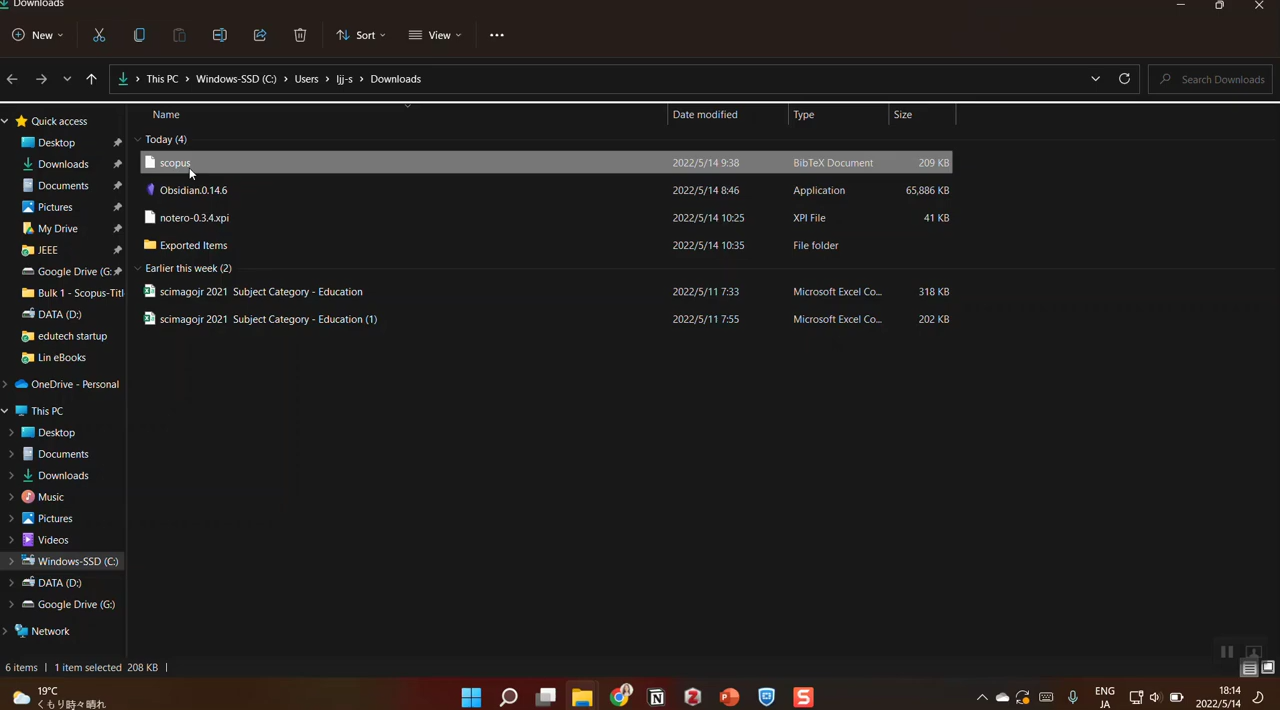 Downloads
New
Sort
View
This PC Windows-SSD (C:) Users ljj-s Downloads
Search Downloads
Name Date modified Type Size
Quick access
Desktop
Downloads
Documents
Pictures
My Drive
JEEE
Google Drive (G:
Bulk 1 - Scopus-Titl
DATA (D:)
edutech startup
Lin eBooks
OneDrive - Personal
This PC
Desktop
Documents
Downloads
Music
Pictures
Videos
Windows-SSD (C:)
DATA (D:)
Google Drive (G:)
Network
Today (4)
scopus 2022/5/14 9:38 BibTeX Document 209 KB
Obsidian.0.14.6 2022/5/14 8:46 Application 65,886 KB
notero-0.3.4.xpi 2022/5/14 10:25 XPI File 41 KB
Exported Items 2022/5/14 10:35 File folder
Earlier this week (2)
scimagojr 2021 Subject Category - Education 2022/5/11 7:33 Microsoft Excel Co... 318 KB
scimagojr 2021 Subject Category - Education (1) 2022/5/11 7:55 Microsoft Excel Co... 202 KB
6 items 1 item selected 208 KB
19°C
くもり時々晴れ
ENG
JA
18:14
2022/5/14